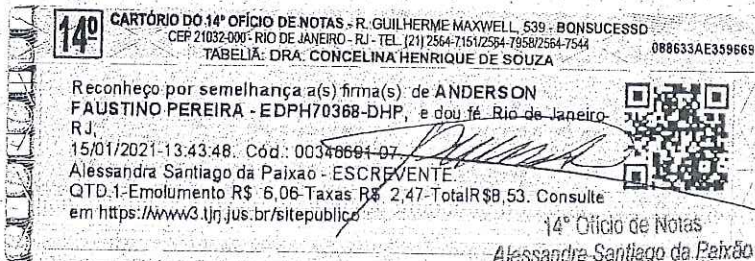 14º
CARTÓRIO DO 14º OFÍCIO DE NOTAS - R. GUILHERME MAXWELL, 539 - BONSUCESSO
CEP 21032-000 - RIO DE JANEIRO - RJ - TEL. (21) 2564-7151/2564-7958/2564-7544
TABELIÃ: DRA. CONCELINA HENRIQUE DE SOUZA
088633AE359669
Reconheço por semelhança a(s) firma(s) de ANDERSON
FAUSTINO PEREIRA - EDPH70368-DHP, e dou fé. Rio de Janeiro-
RJ,
15/01/2021-13:43:48. Cód.: 00346691-07
Alessandra Santiago da Paixao - ESCREVENTE.
QTD.1-Emolumento R$ 6,06-Taxas R$ 2,47-TotalR$8,53. Consulte
em https://www3.tjrj.jus.br/sitepublico
14º Ofício de Notas
Alessandra Santiago da Paixão